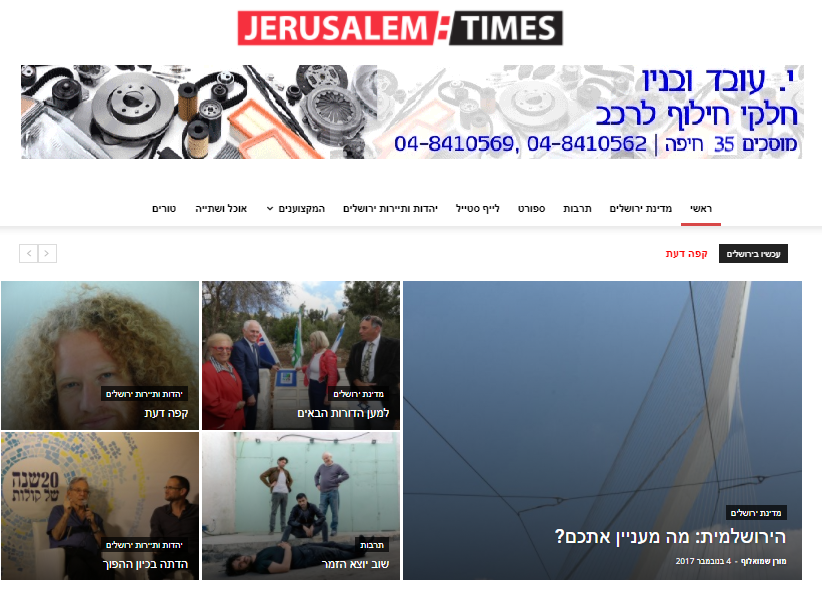 JERUSALEM TIMES
י. עובד ובניו
חלקי חילוף לרכב
מוסכים 35 חיפה | 04-8410569, 04-8410562
ראשי
מדינת ירושלים
תרבות
ספורט
לייף סטייל
יהדות ותיירות ירושלים
המקצוענים
אוכל ושתייה
טורים
עכשיו בירושלים
קפה דעת
מדינת ירושלים
הירושלמית: מה מעניין אתכם?
מורן שמואלוף - 4 בנובמבר 2017
מדינת ירושלים
למען הדורות הבאים
יהדות ותיירות ירושלים
קפה דעת
תרבות
שוב יוצא הזמר
20 שנה
של קולות
יהדות ותיירות ירושלים
הדתה בכיון ההפוך